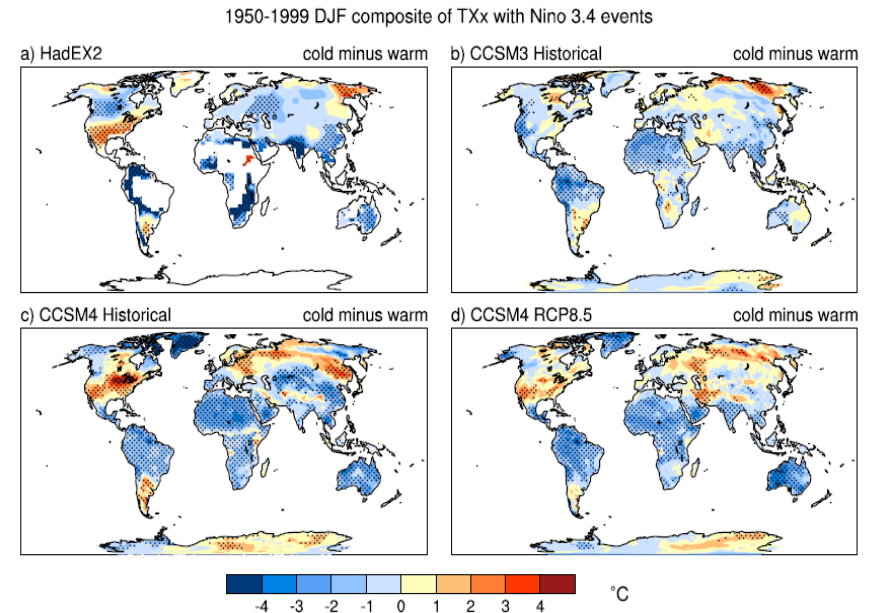 1950-1999 DJF composite of TXx with Nino 3.4 events
a) HadEX2 cold minus warm
b) CCSM3 Historical cold minus warm
c) CCSM4 Historical cold minus warm
d) CCSM4 RCP8.5 cold minus warm
-4 -3 -2 -1 0 1 2 3 4 °C